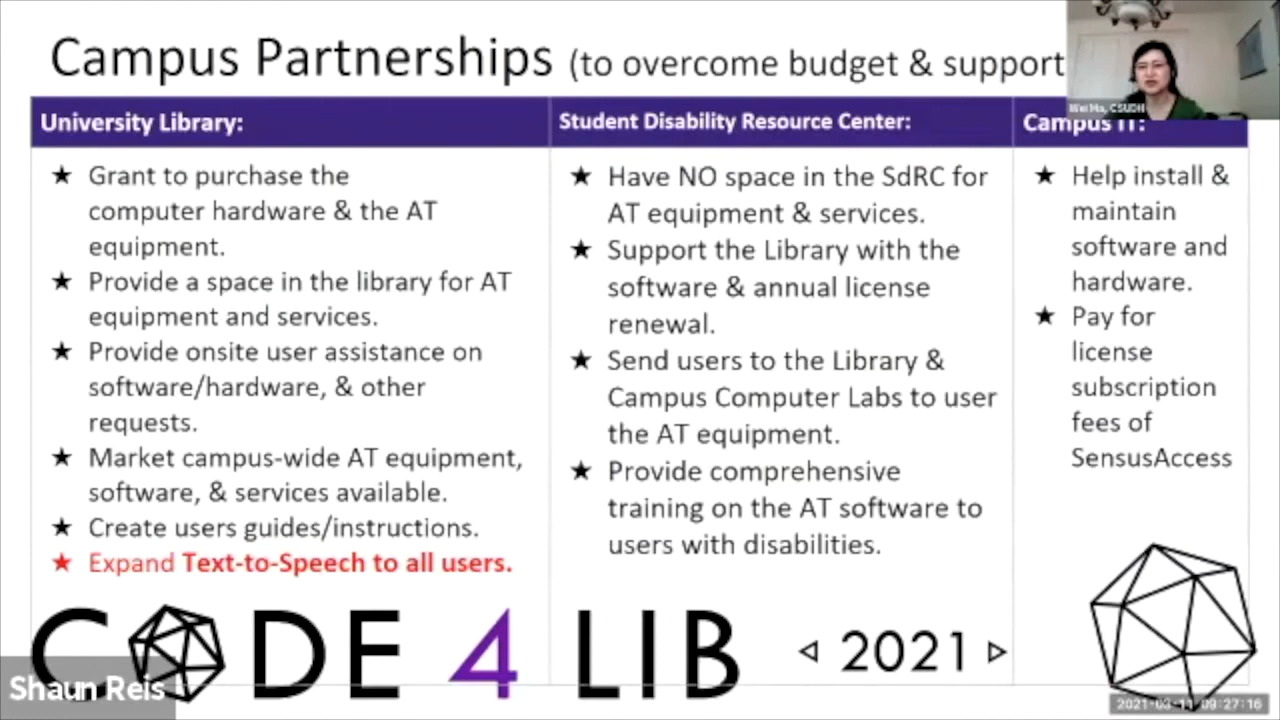 Campus Partnerships (to overcome budget & support
Wei Ma, CSUDH
University Library:
★ Grant to purchase the
computer hardware & the AT
equipment.
★ Provide a space in the library for AT
equipment and services.
★ Provide onsite user assistance on
software/hardware, & other
requests.
★ Market campus-wide AT equipment,
software, & services available.
★ Create users guides/instructions.
★ Expand Text-to-Speech to all users.
Student Disability Resource Center:
★ Have NO space in the SdRC for
AT equipment & services.
★ Support the Library with the
software & annual license
renewal.
★ Send users to the Library &
Campus Computer Labs to user
the AT equipment.
★ Provide comprehensive
training on the AT software to
users with disabilities.
Campus IT:
★ Help install &
maintain
software and
hardware.
★ Pay for
license
subscription
fees of
SensusAccess
CODE 4 LIB ◃ 2021 ▹
Shaun Reis
2021-03-11 09:27:16